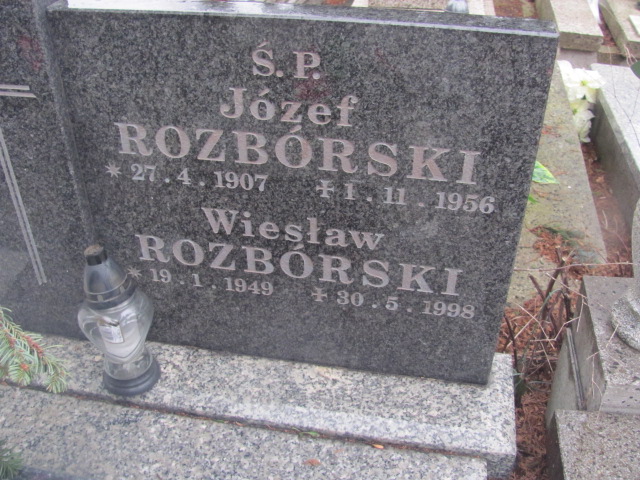 Ś.P.
Józef
ROZBÓRSKI
* 27.4.1907 ✝ 1.11.1956
Wiesław
ROZBÓRSKI
* 19.1.1949 ✝ 30.5.1998